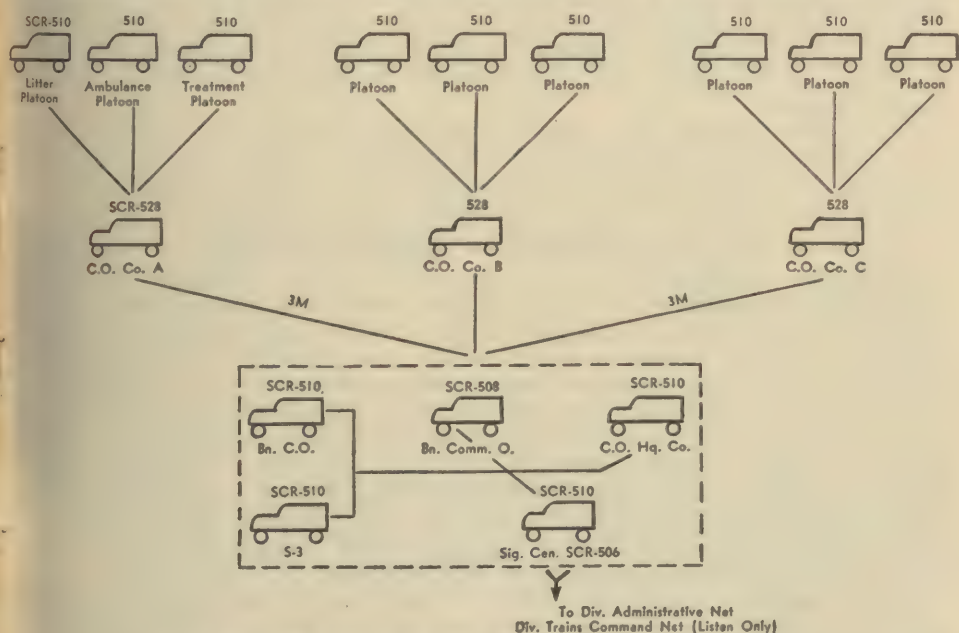 SCR-510 510 510 510 510 510 510 510 510
Litter Platoon
Ambulance Platoon
Treatment Platoon
Platoon Platoon Platoon
Platoon Platoon Platoon
SCR-528 528 528
C.O. Co. A C.O. Co. B C.O. Co. C
3M 3M
SCR-510 SCR-508 SCR-510
Bn. C.O. Bn. Comm. O. C.O. Hq. Co.
SCR-510 SCR-510
S-3 Sig. Cen. SCR-506
To Div. Administrative Net
Div. Trains Command Net (Listen Only)